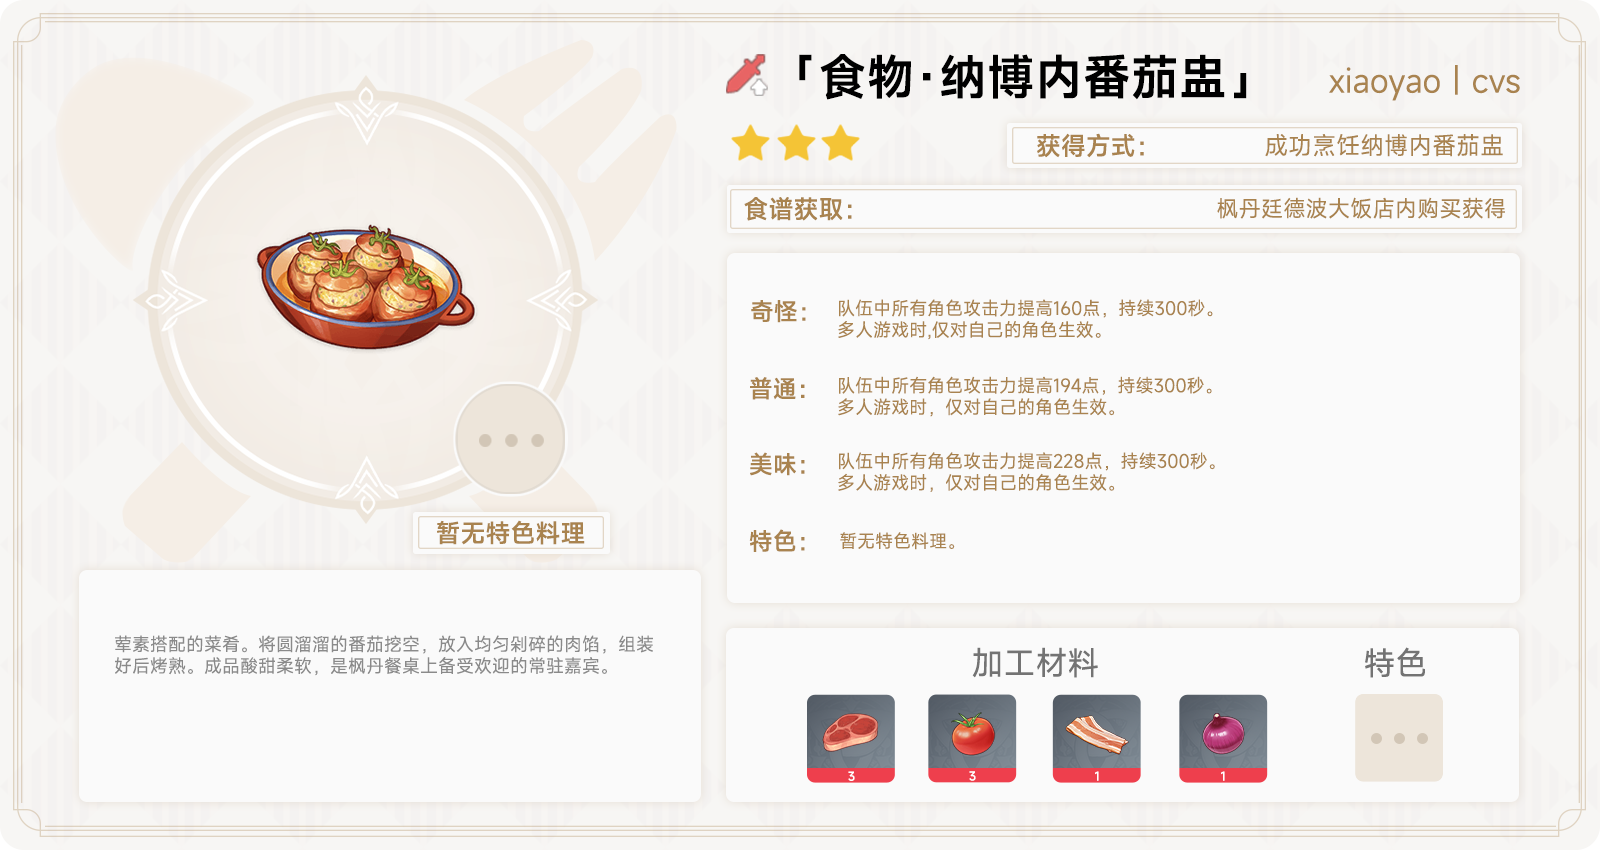 「食物·纳博内番茄盅」
xiaoyao | cvs
获得方式：
成功烹饪纳博内番茄盅
食谱获取：
枫丹廷德波大饭店内购买获得
奇怪：
队伍中所有角色攻击力提高160点，持续300秒。
多人游戏时,仅对自己的角色生效。
普通：
队伍中所有角色攻击力提高194点，持续300秒。
多人游戏时，仅对自己的角色生效。
美味：
队伍中所有角色攻击力提高228点，持续300秒。
多人游戏时，仅对自己的角色生效。
特色：
暂无特色料理。
暂无特色料理
荤素搭配的菜肴。将圆溜溜的番茄挖空，放入均匀剁碎的肉馅，组装
好后烤熟。成品酸甜柔软，是枫丹餐桌上备受欢迎的常驻嘉宾。
加工材料
特色
3
3
1
1